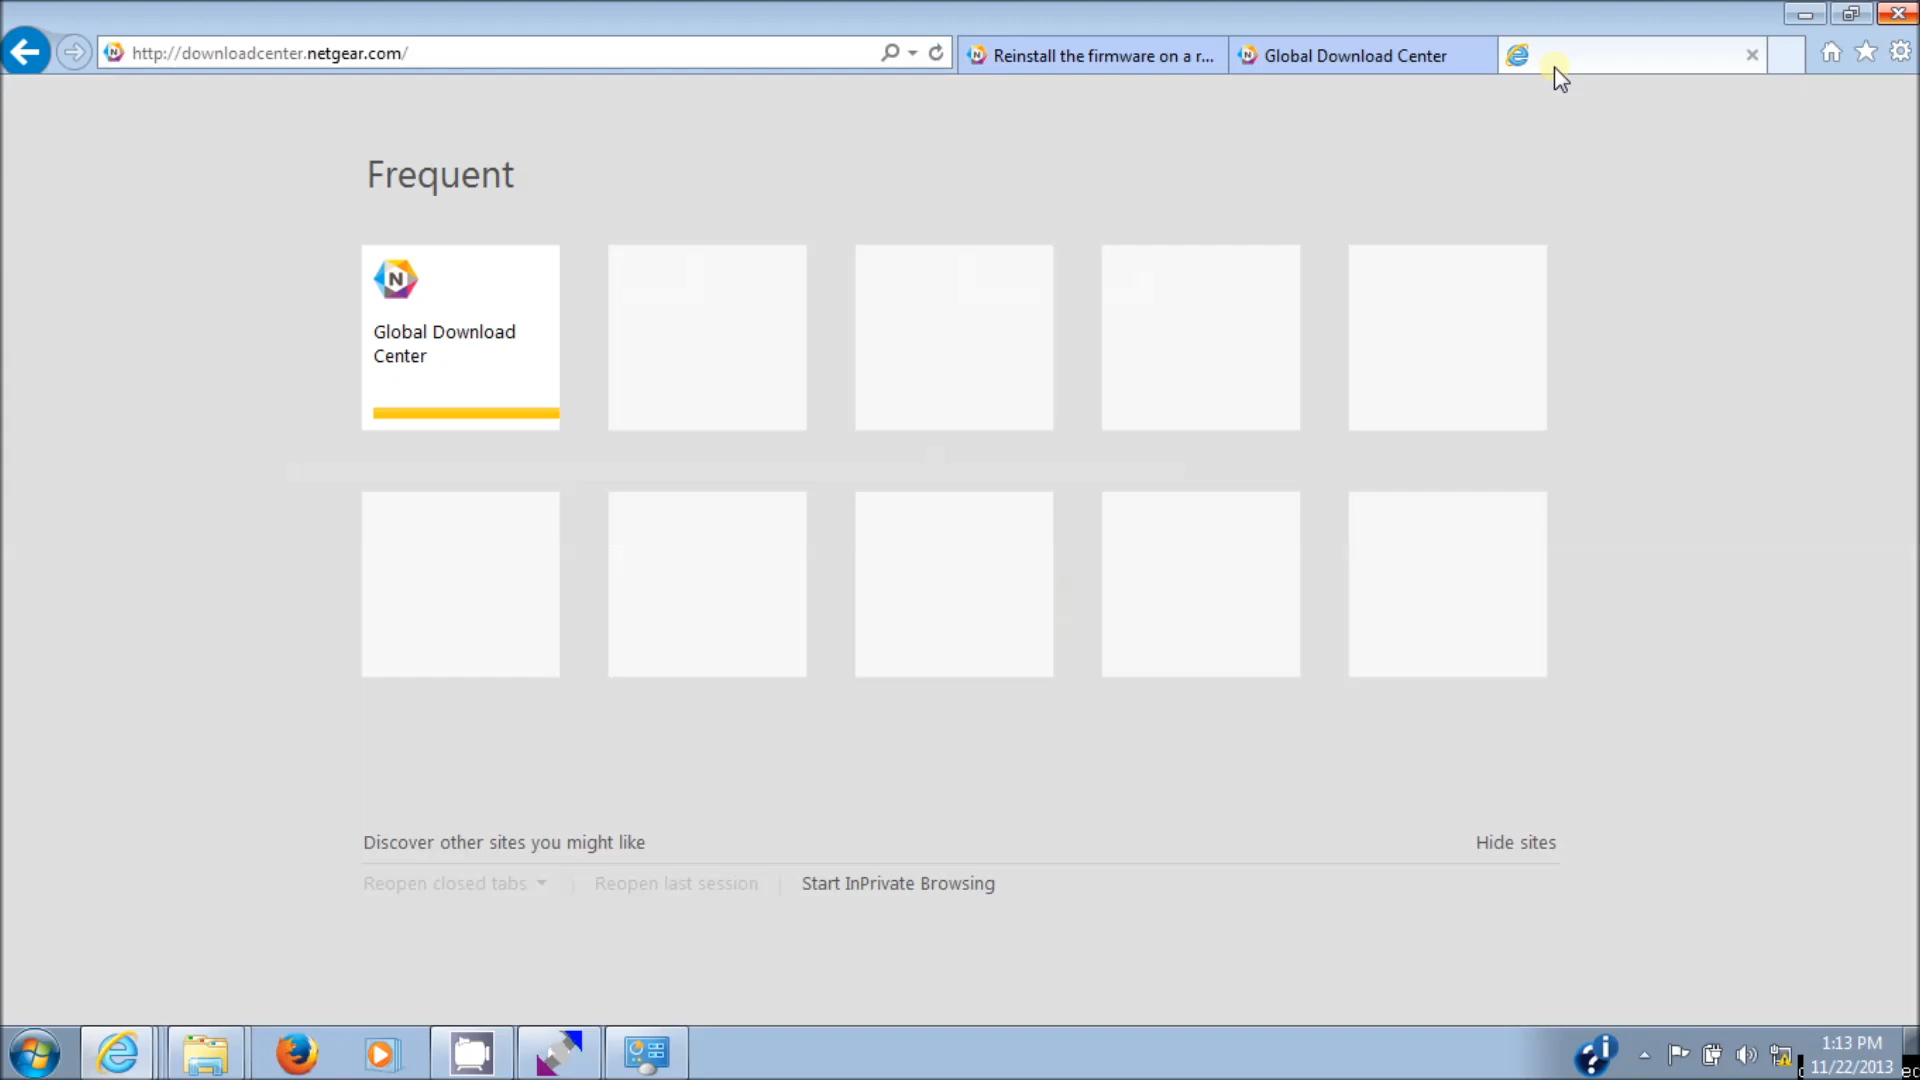 http://downloadcenter.netgear.com/
Reinstall the firmware on a r...
Global Download Center
Frequent
N
Global Download
Center
Discover other sites you might like
Hide sites
Reopen closed tabs
Reopen last session
Start InPrivate Browsing
1:13 PM
11/22/2013